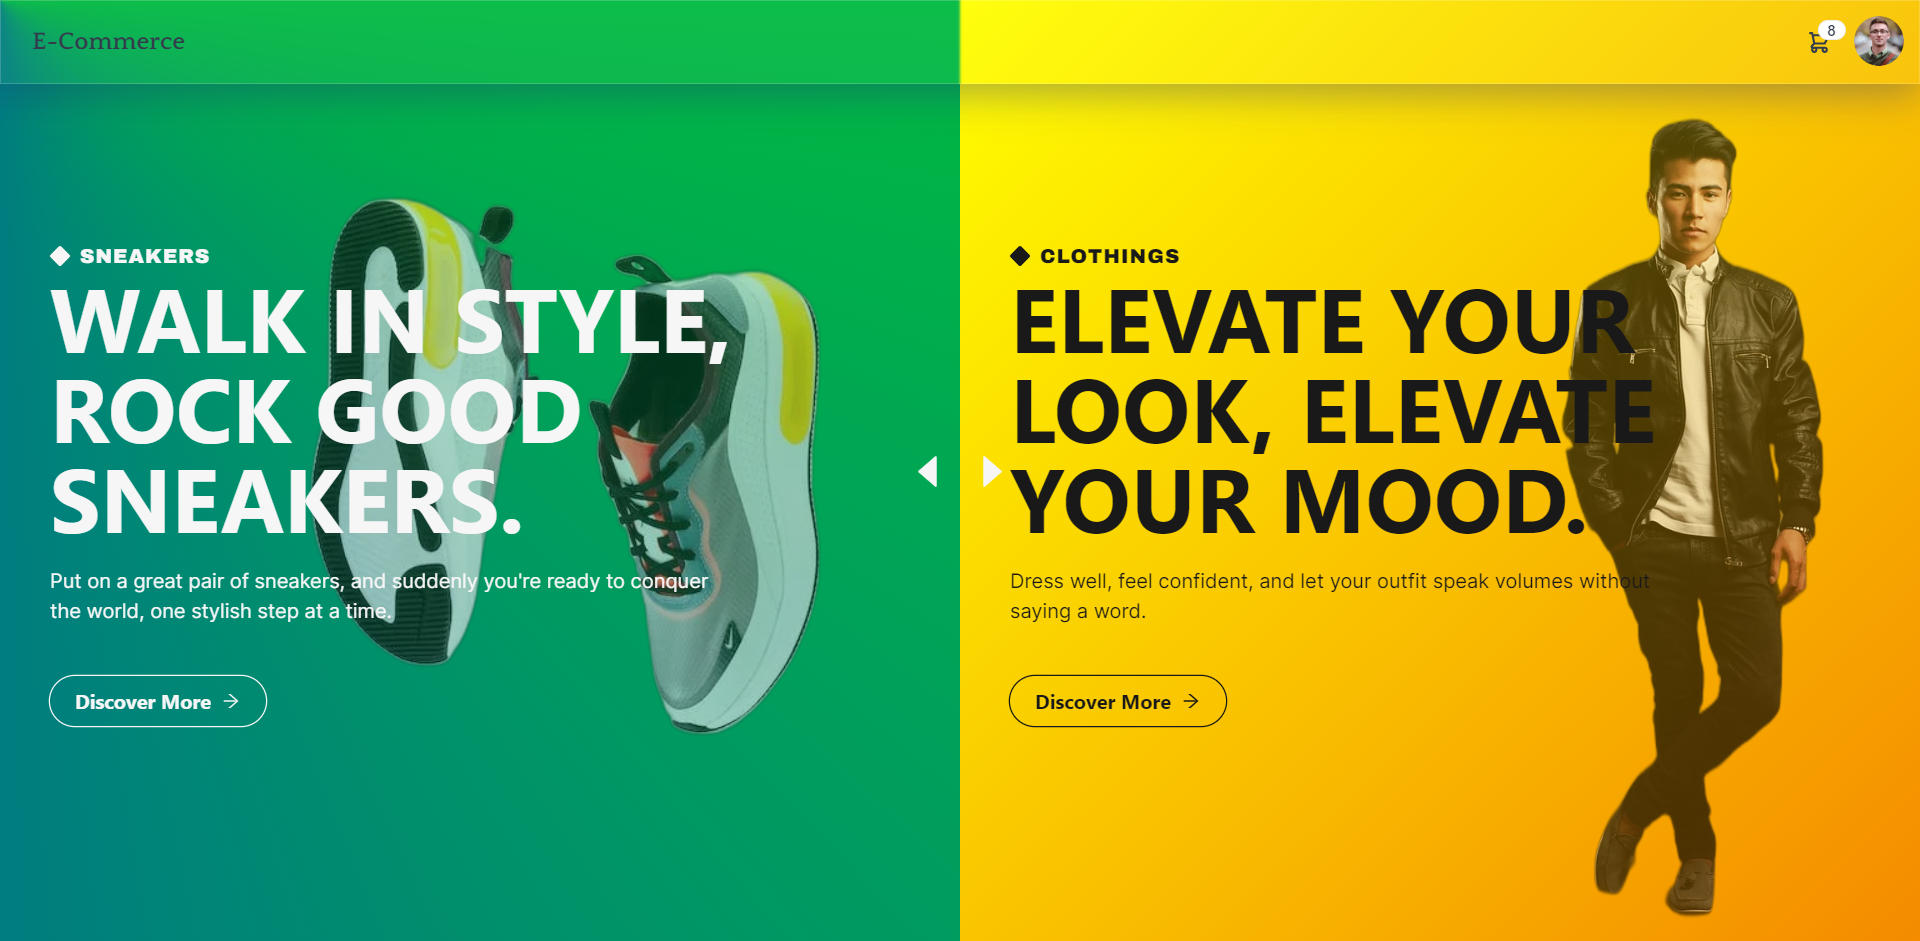 E-Commerce
8
SNEAKERS
WALK IN STYLE,
ROCK GOOD
SNEAKERS.
Put on a great pair of sneakers, and suddenly you're ready to conquer
the world, one stylish step at a time.
Discover More
CLOTHINGS
ELEVATE YOUR
LOOK, ELEVATE
YOUR MOOD.
Dress well, feel confident, and let your outfit speak volumes without
saying a word.
Discover More